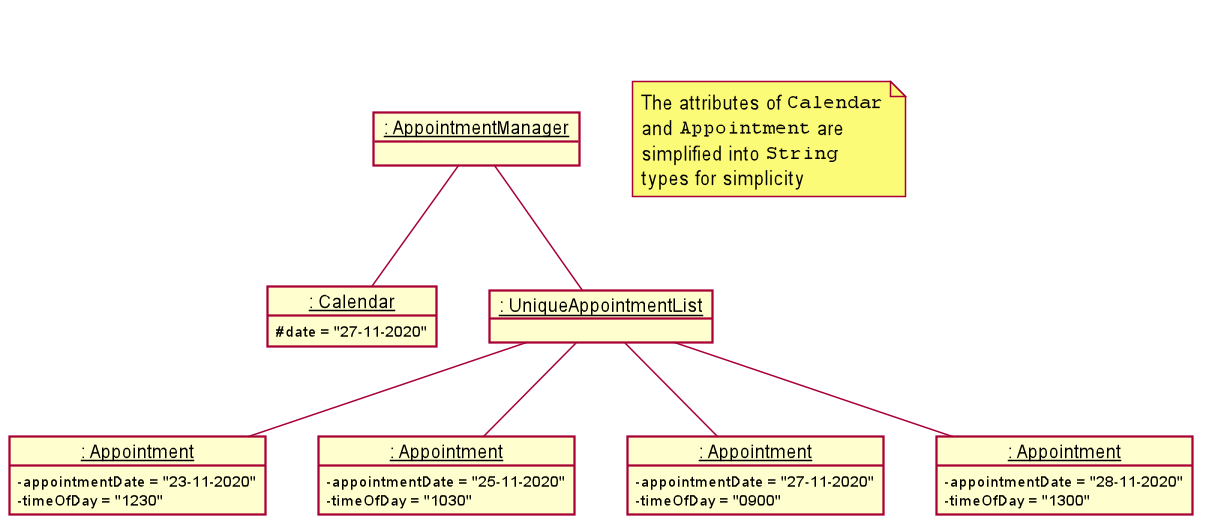 : AppointmentManager
The attributes of Calendar
and Appointment are
simplified into String
types for simplicity
: Calendar
#date = "27-11-2020"
: UniqueAppointmentList
: Appointment
-appointmentDate = "23-11-2020"
-timeOfDay = "1230"
: Appointment
-appointmentDate = "25-11-2020"
-timeOfDay = "1030"
: Appointment
-appointmentDate = "27-11-2020"
-timeOfDay = "0900"
: Appointment
-appointmentDate = "28-11-2020"
-timeOfDay = "1300"